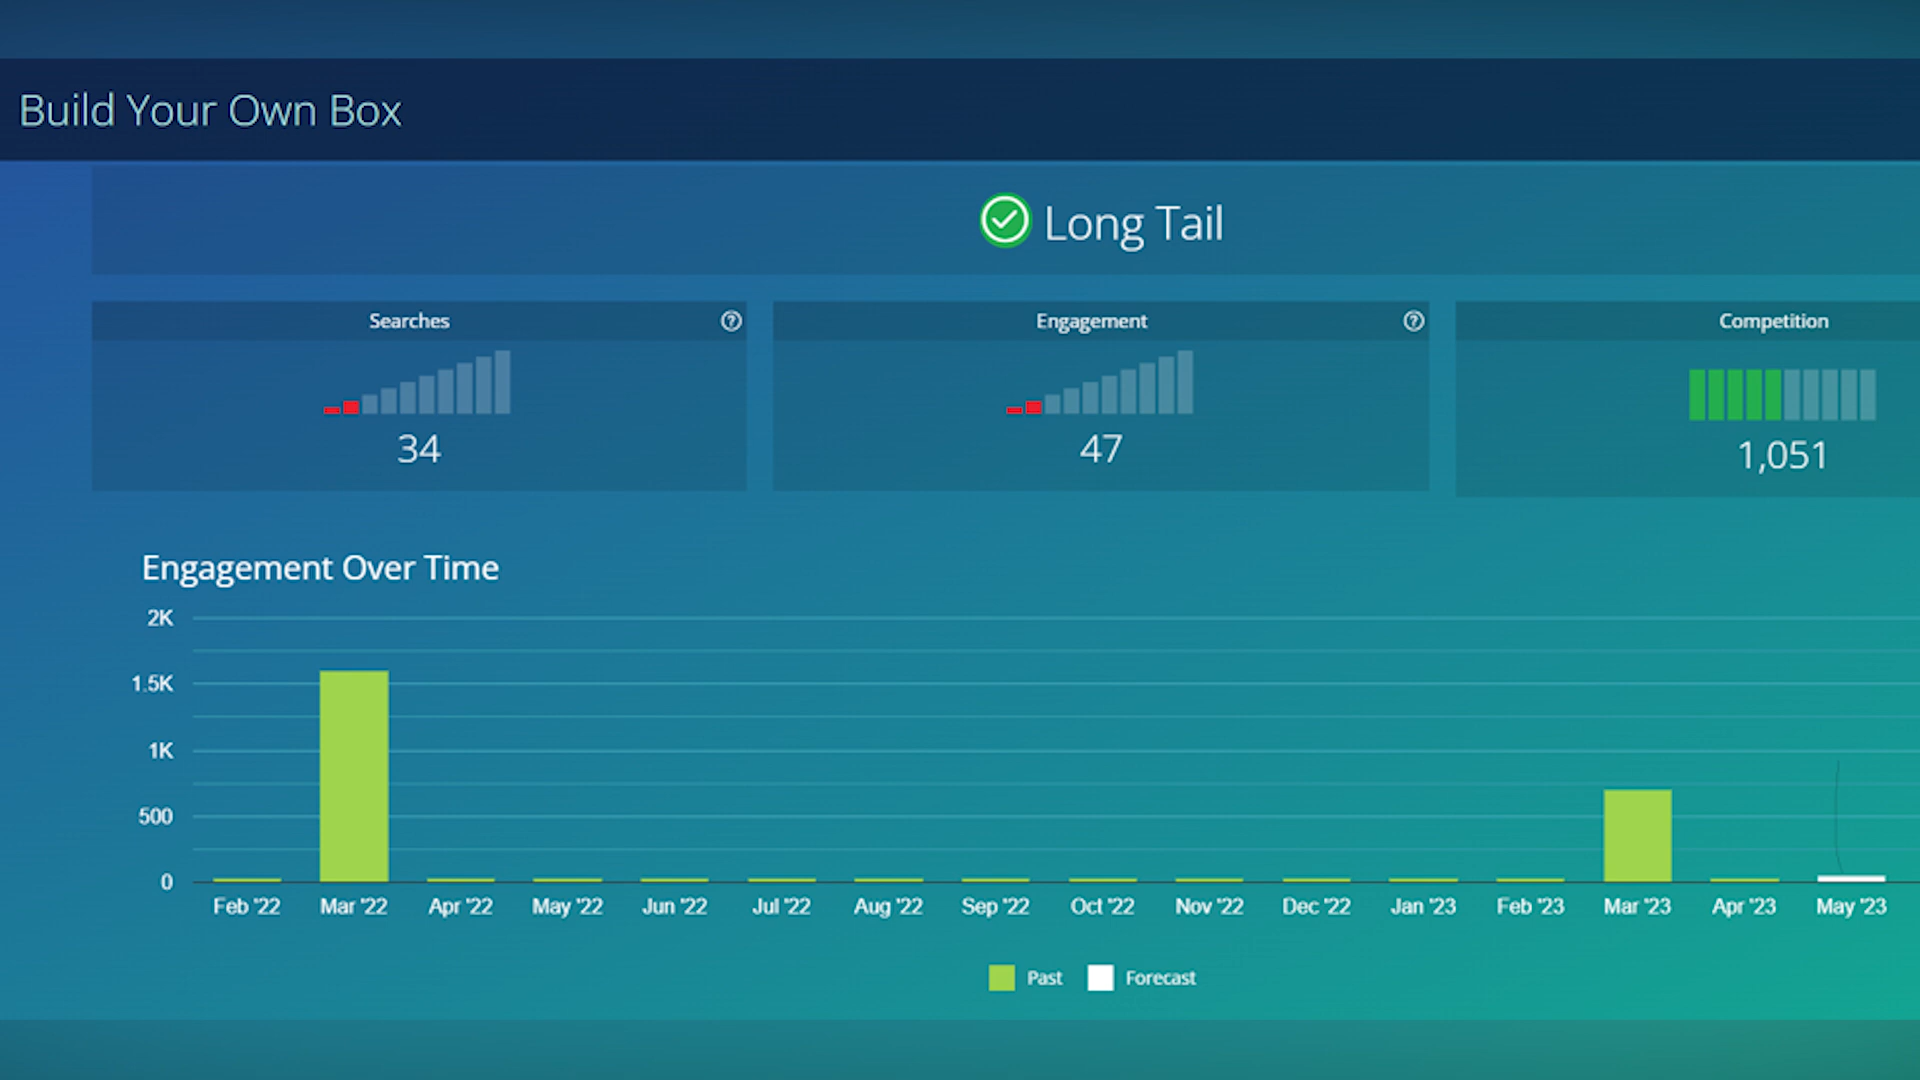 Build Your Own Box
Long Tail
Searches ?
34
Engagement ?
47
Competition
1,051
Engagement Over Time
2K
1.5K
1K
500
0
Feb '22 Mar '22 Apr '22 May '22 Jun '22 Jul '22 Aug '22 Sep '22 Oct '22 Nov '22 Dec '22 Jan '23 Feb '23 Mar '23 Apr '23 May '23
Past Forecast